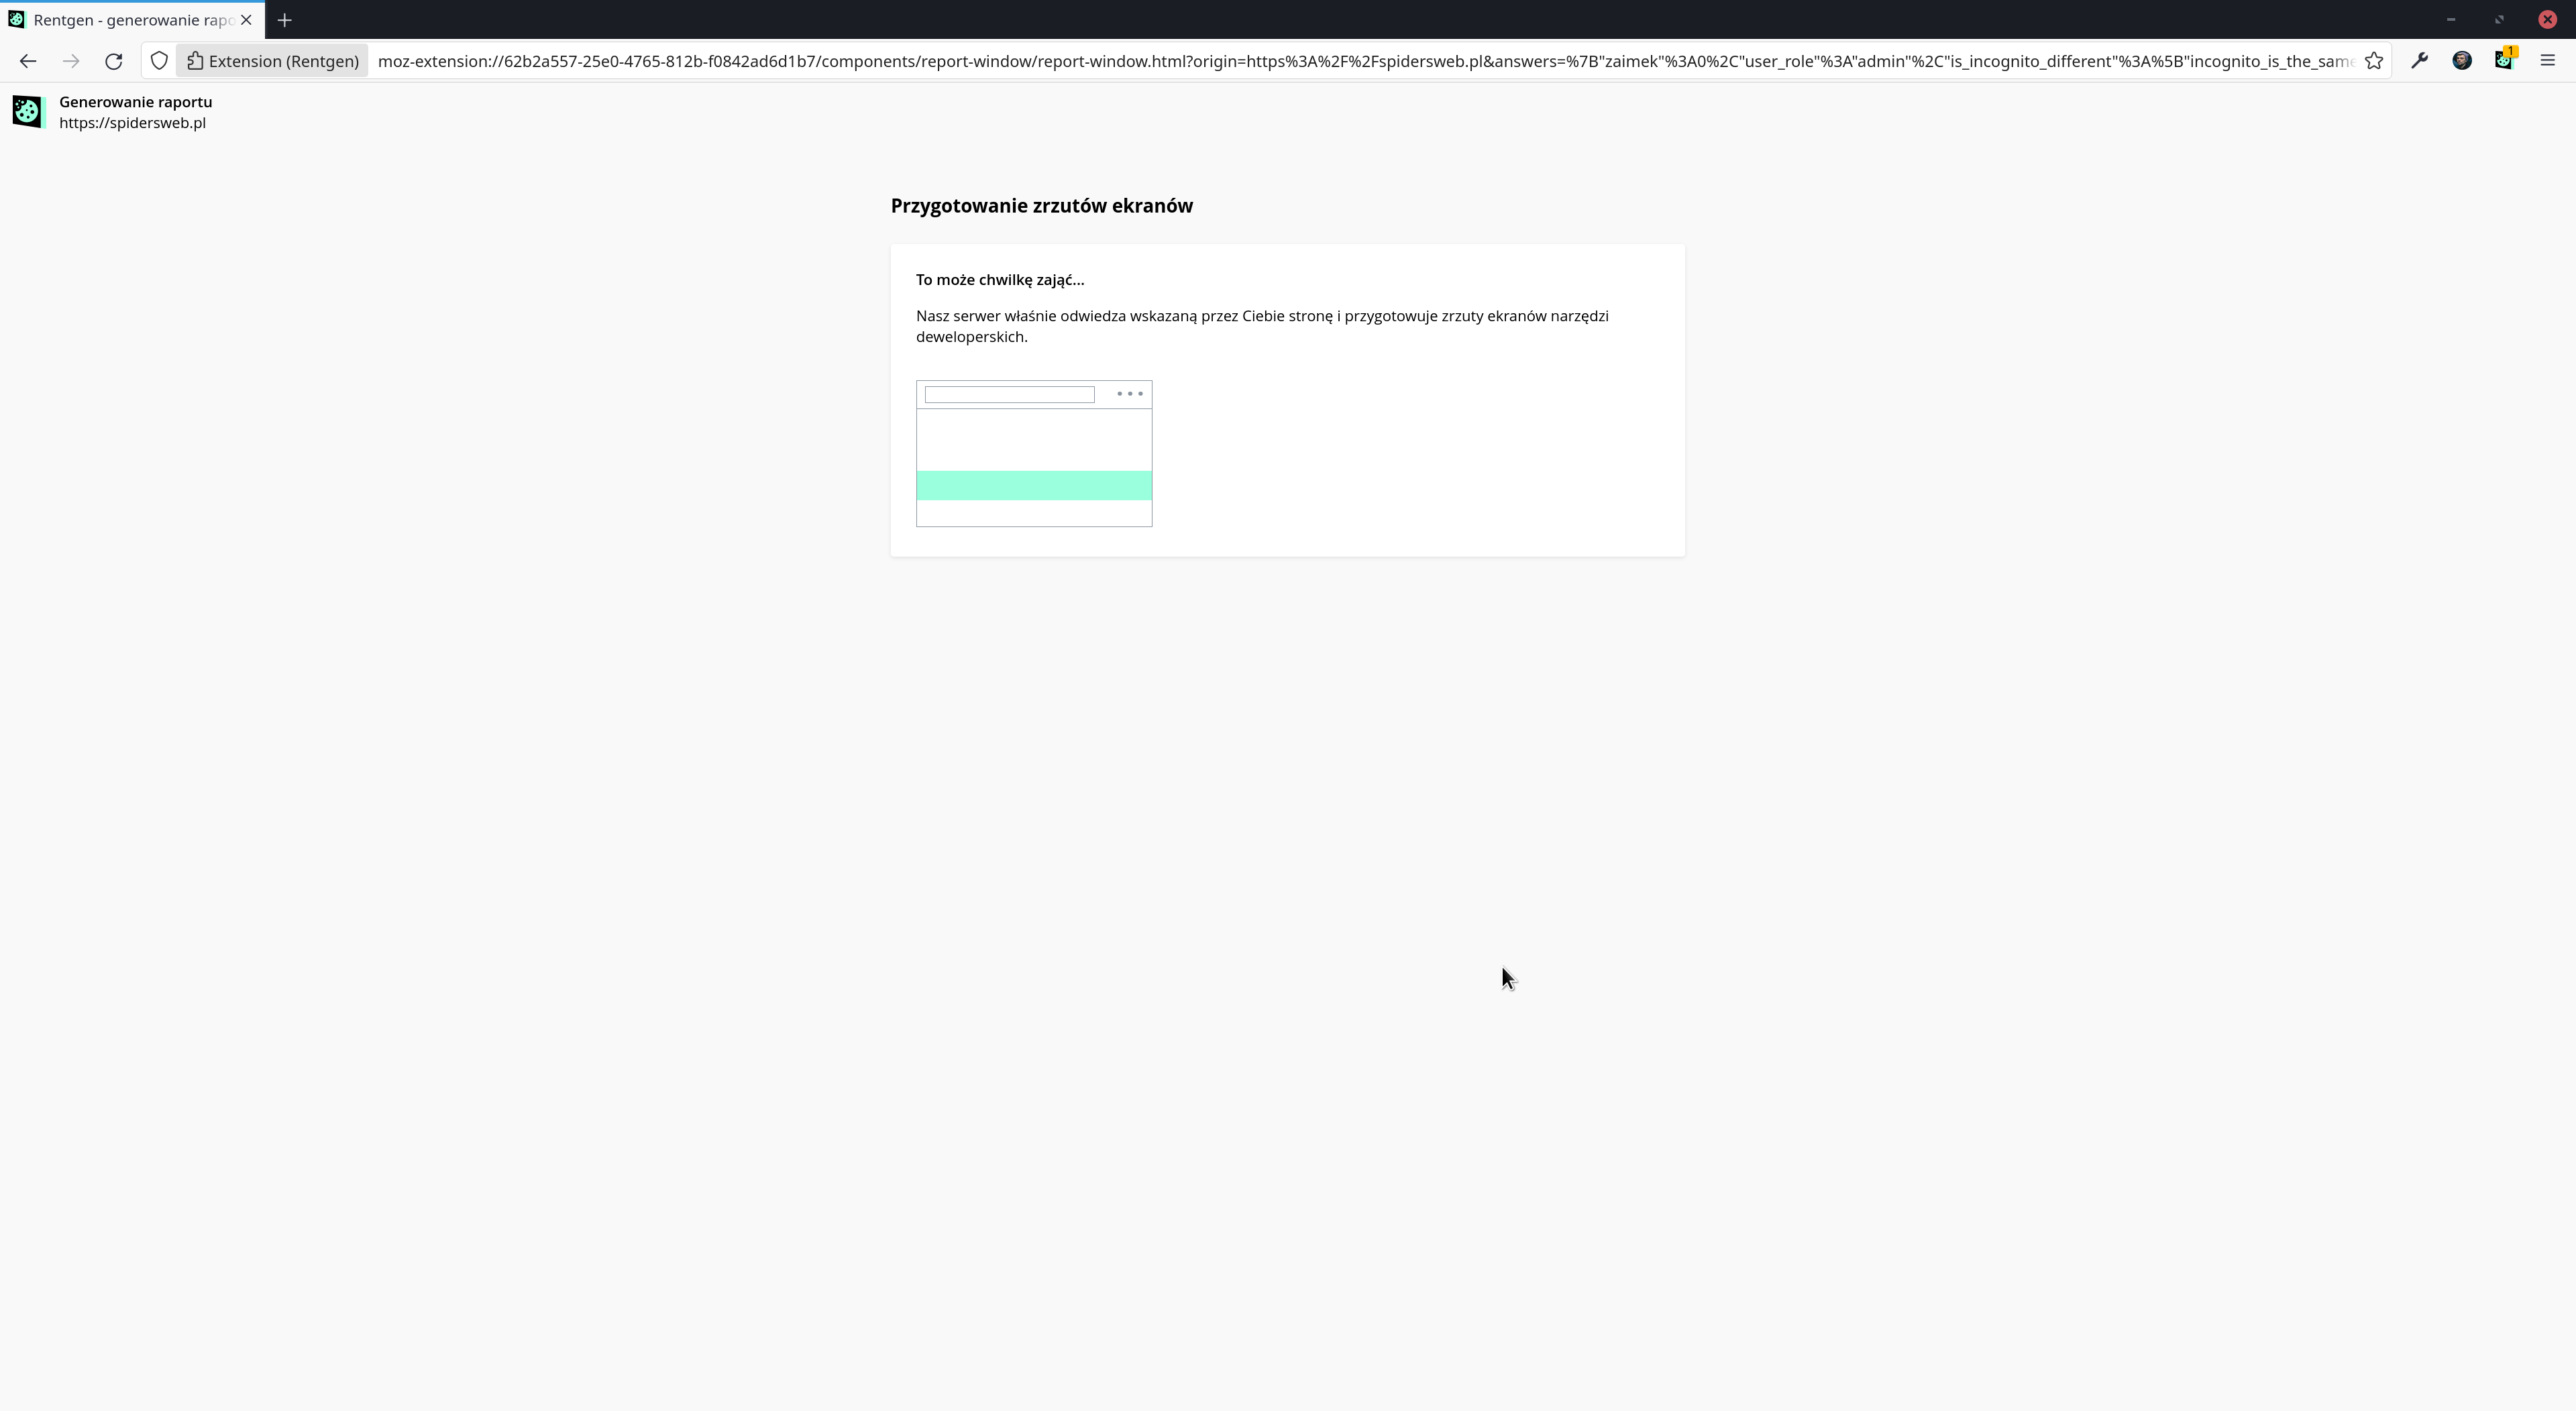 Rentgen - generowanie rapo
Extension (Rentgen)
moz-extension://62b2a557-25e0-4765-812b-f0842ad6d1b7/components/report-window/report-window.html?origin=https%3A%2F%2Fspidersweb.pl&answers=%7B"zaimek"%3A0%2C"user_role"%3A"admin"%2C"is_incognito_different"%3A%5B"incognito_is_the_same
1
Generowanie raportu
https://spidersweb.pl
Przygotowanie zrzutów ekranów
To może chwilkę zająć...
Nasz serwer właśnie odwiedza wskazaną przez Ciebie stronę i przygotowuje zrzuty ekranów narzędzi
deweloperskich.